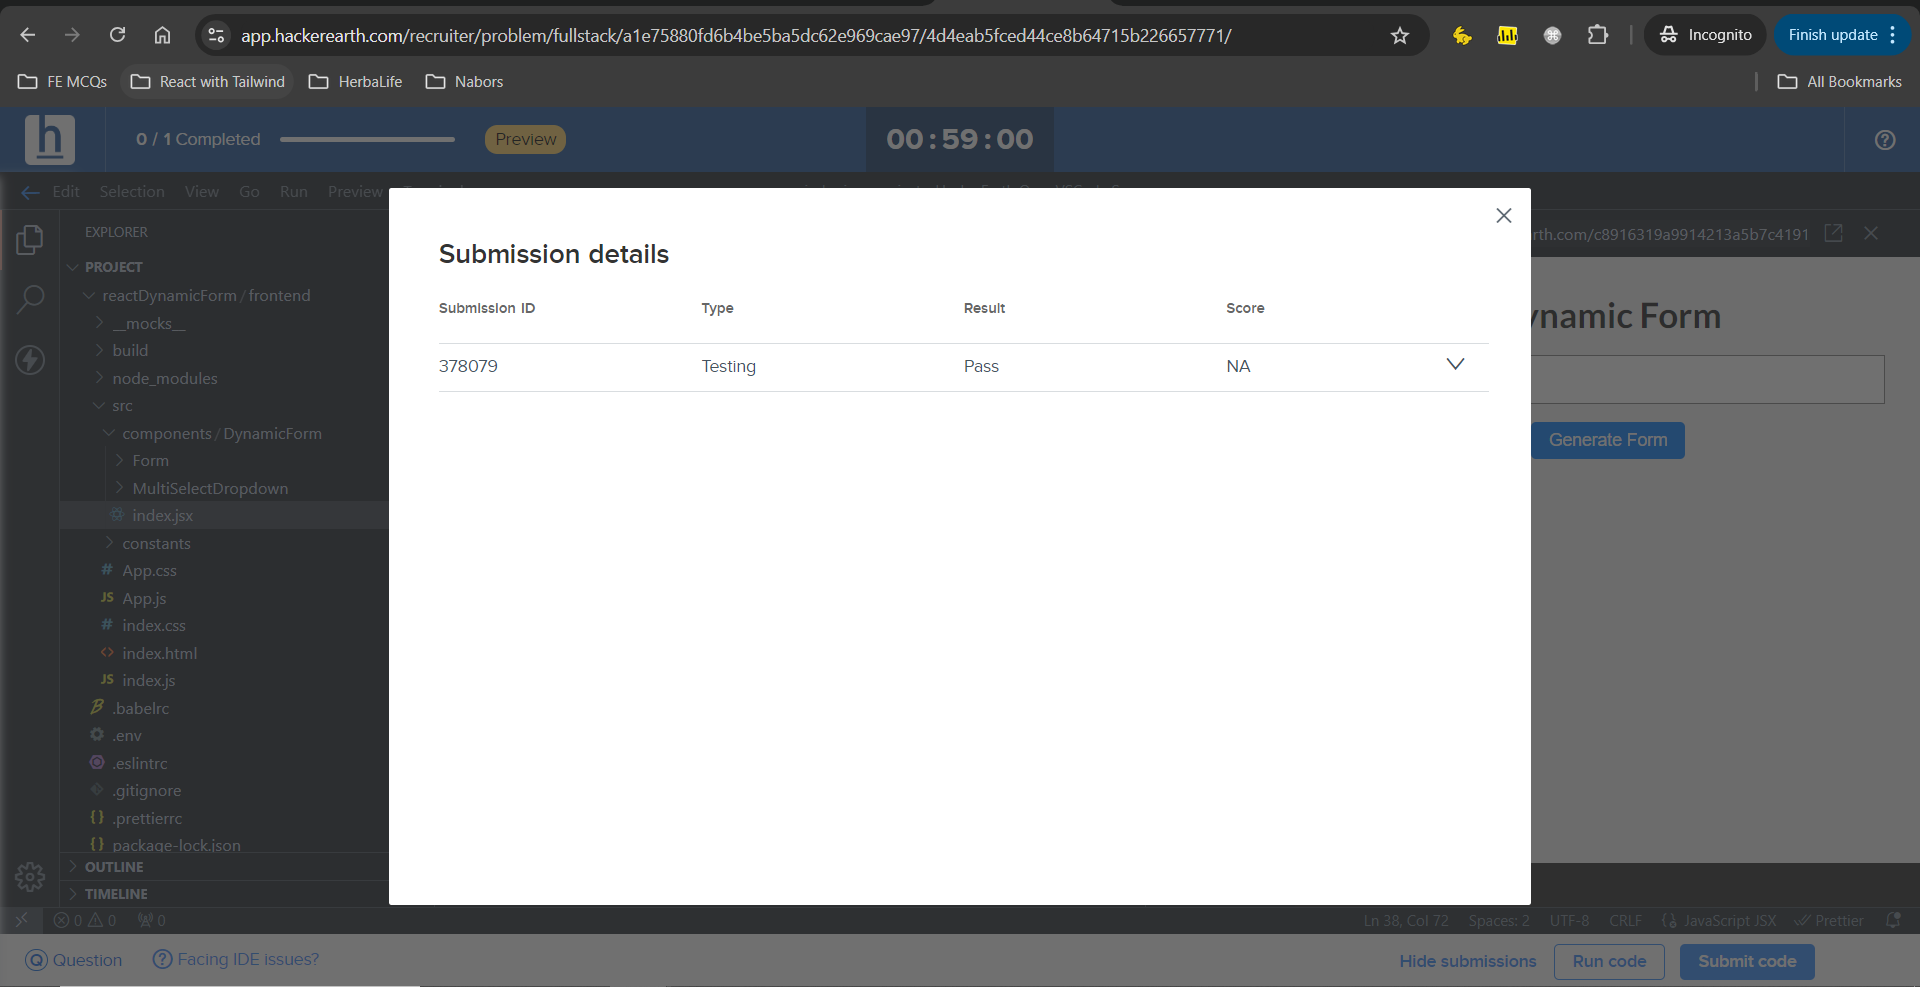 app.hackerearth.com/recruiter/problem/fullstack/a1e75880fd6b4be5ba5dc62e969cae97/4d4eab5fced44ce8b64715b226657771/
Incognito
Finish update
FE MCQs
React with Tailwind
HerbaLife
Nabors
All Bookmarks
h
0 / 1 Completed
Preview
00:59:00
Edit Selection View Go Run Preview
EXPLORER
rth.com/c8916319a9914213a5b7c4191
PROJECT
reactDynamicForm / frontend
__mocks__
build
node_modules
src
components / DynamicForm
Form
MultiSelectDropdown
index.jsx
constants
# App.css
JS App.js
# index.css
<> index.html
JS index.js
.babelrc
.env
.eslintrc
.gitignore
{} .prettierrc
{} package-lock.json
OUTLINE
TIMELINE
Submission details
Submission ID Type Result Score
378079 Testing Pass NA
namic Form
Generate Form
0 0 0
Ln 38, Col 72 Spaces: 2 UTF-8 CRLF JavaScript JSX Prettier
Question
Facing IDE issues?
Hide submissions
Run code
Submit code